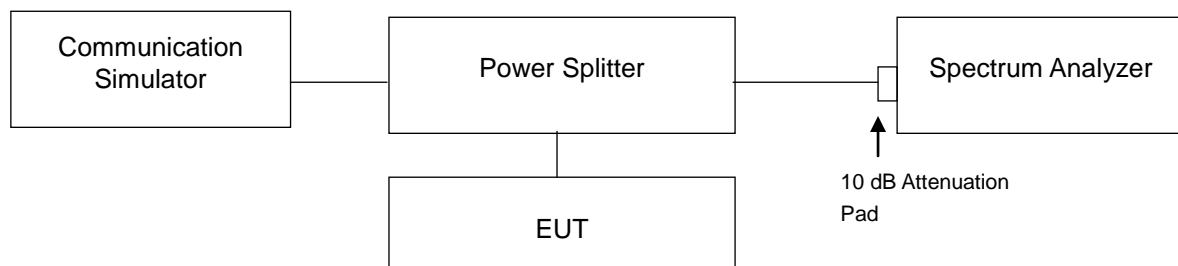 Communication
Simulator
Power Splitter
Spectrum Analyzer
10 dB Attenuation
Pad
EUT